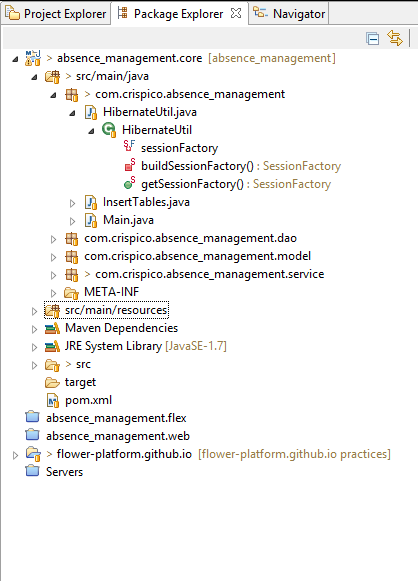 Project Explorer Package Explorer Navigator
> absence_management.core [absence_management]
> src/main/java
> com.crispico.absence_management
HibernateUtil.java
HibernateUtil
sessionFactory
buildSessionFactory() : SessionFactory
getSessionFactory() : SessionFactory
InsertTables.java
Main.java
com.crispico.absence_management.dao
com.crispico.absence_management.model
> com.crispico.absence_management.service
META-INF
src/main/resources
Maven Dependencies
JRE System Library [JavaSE-1.7]
> src
target
pom.xml
absence_management.flex
absence_management.web
> flower-platform.github.io [flower-platform.github.io practices]
Servers